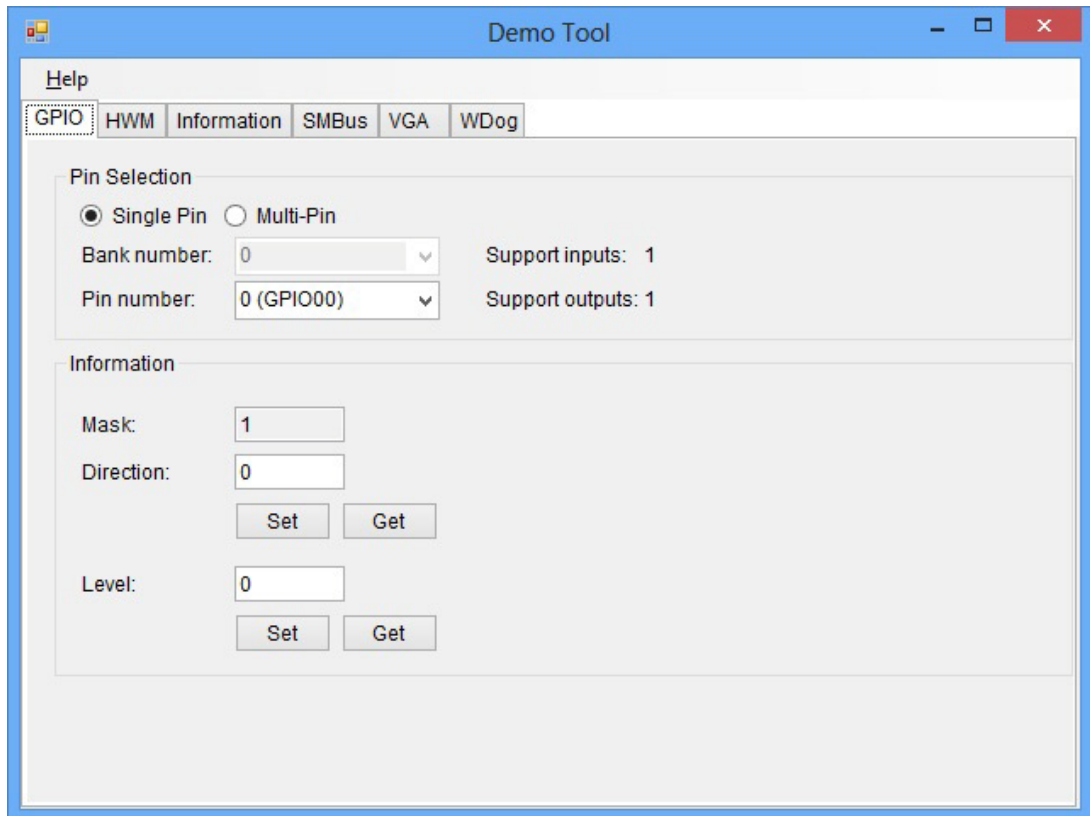 Demo Tool
Help
GPIO HWM Information SMBus VGA WDog
Pin Selection
Single Pin Multi-Pin
Bank number: 0 Support inputs: 1
Pin number: 0 (GPIO00) Support outputs: 1
Information
Mask: 1
Direction: 0
Set Get
Level: 0
Set Get